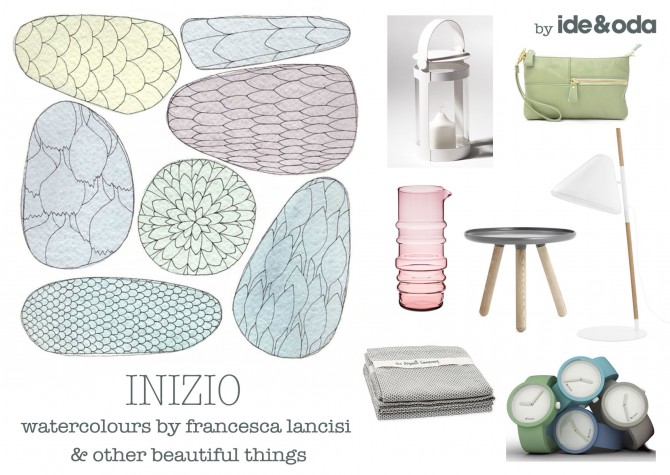 by ide&oda
INIZIO
watercolours by francesca lancisi
& other beautiful things